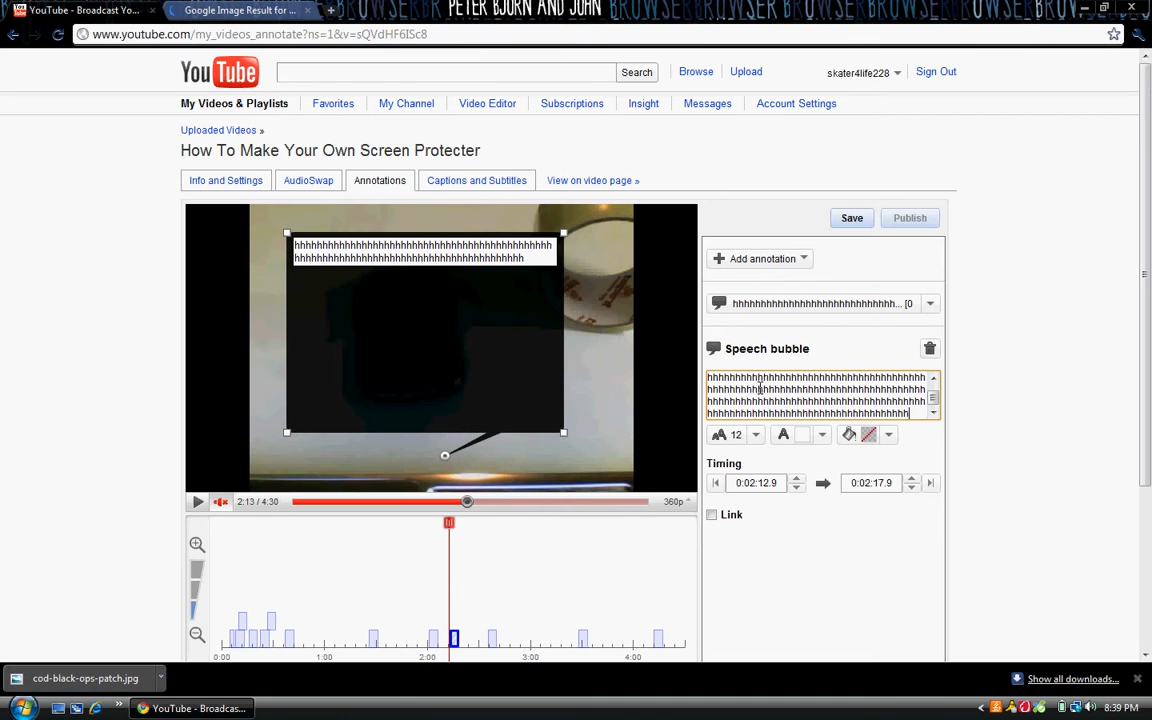 PETER BJORN AND JOHN
YouTube - Broadcast Yo...
Google Image Result for ...
www.youtube.com/my_videos_annotate?ns=1&v=sQVdHF6ISc8
YouTube
Search
Browse
Upload
skater4life228
Sign Out
My Videos & Playlists
Favorites
My Channel
Video Editor
Subscriptions
Insight
Messages
Account Settings
Uploaded Videos »
How To Make Your Own Screen Protecter
Info and Settings
AudioSwap
Annotations
Captions and Subtitles
View on video page »
Save
Publish
Add annotation
Speech bubble
12
A
Timing
0:02:12.9
0:02:17.9
Link
2:13 / 4:30
360p
0:00
1:00
2:00
3:00
4:00
cod-black-ops-patch.jpg
Show all downloads...
YouTube - Broadcas...
8:39 PM